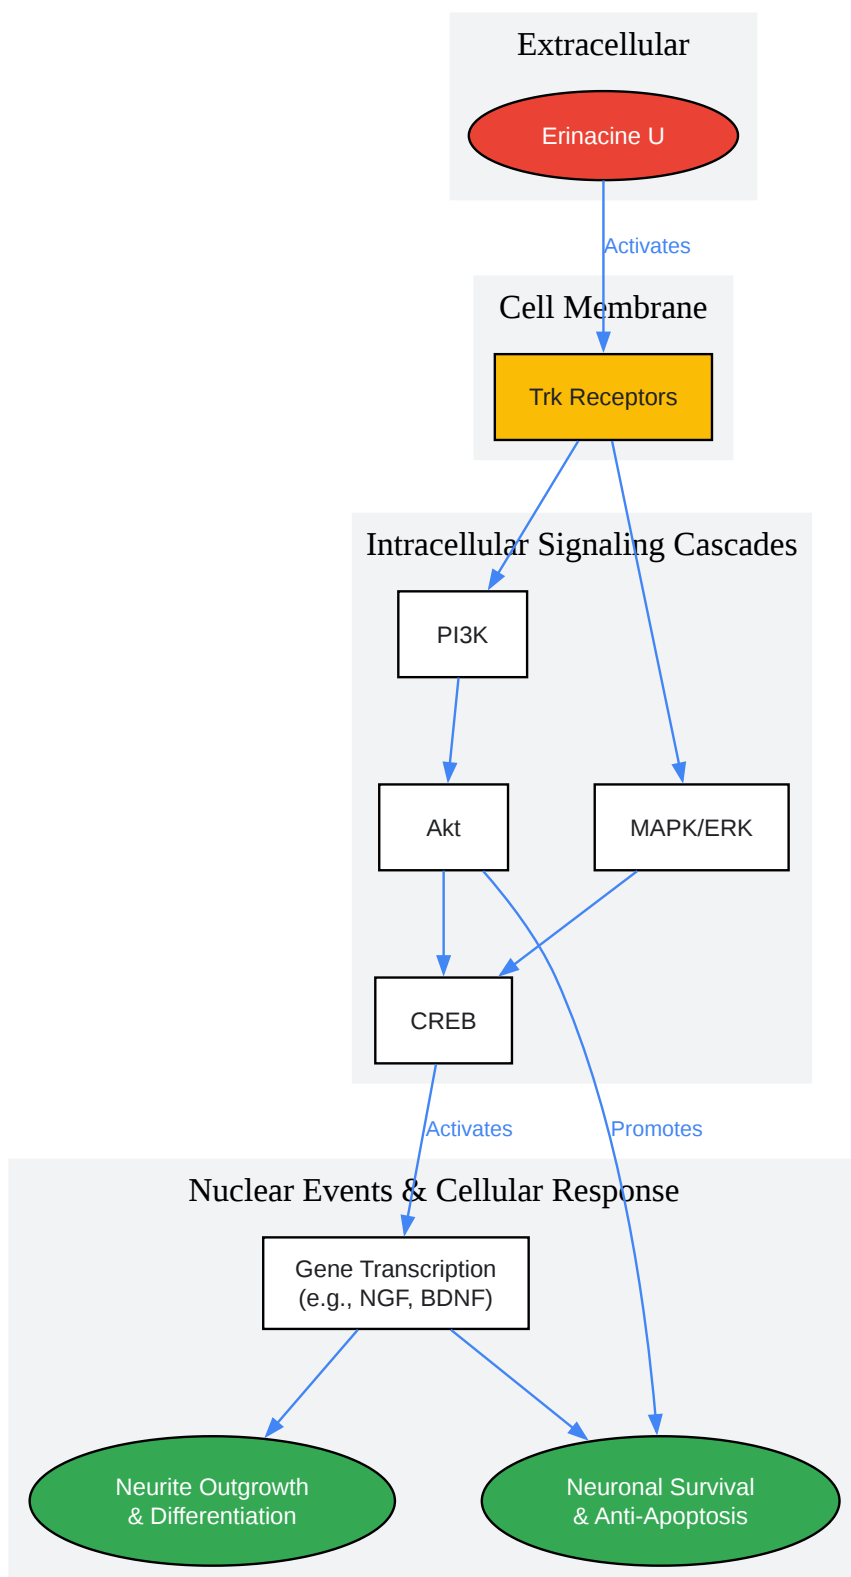 Extracellular
Erinacine U
Activates
Cell Membrane
Trk Receptors
Intracellular Signaling Cascades
PI3K
Akt
MAPK/ERK
CREB
Activates
Promotes
Nuclear Events & Cellular Response
Gene Transcription
(e.g., NGF, BDNF)
Neurite Outgrowth
& Differentiation
Neuronal Survival
& Anti-Apoptosis